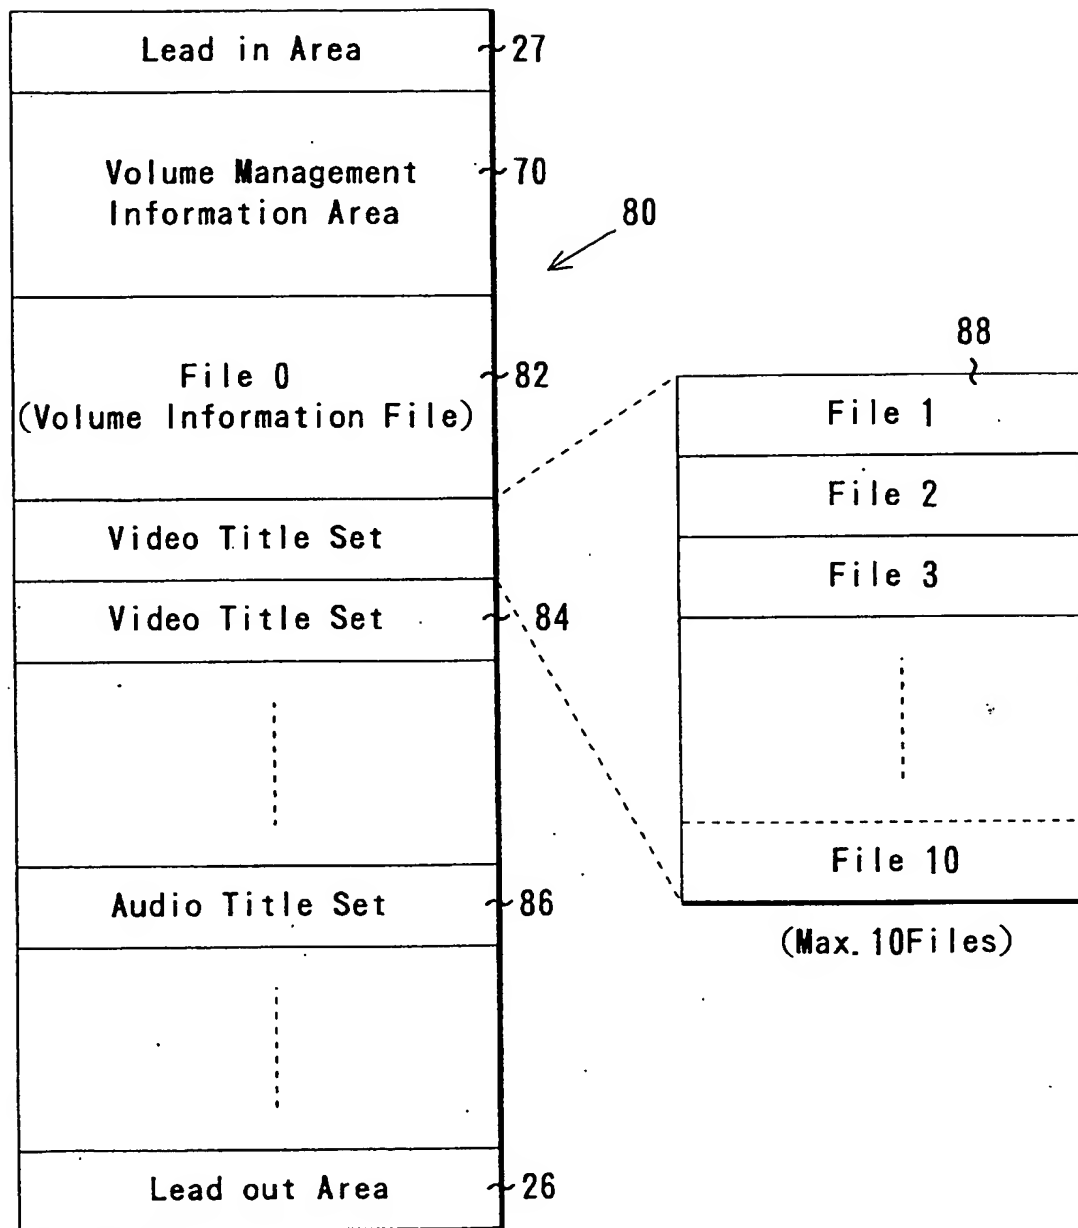 Lead in Area
27
Volume Management
Information Area
70
80
File 0
(Volume Information File)
82
Video Title Set
Video Title Set
84
Audio Title Set
86
Lead out Area
26
88
File 1
File 2
File 3
File 10
(Max. 10Files)